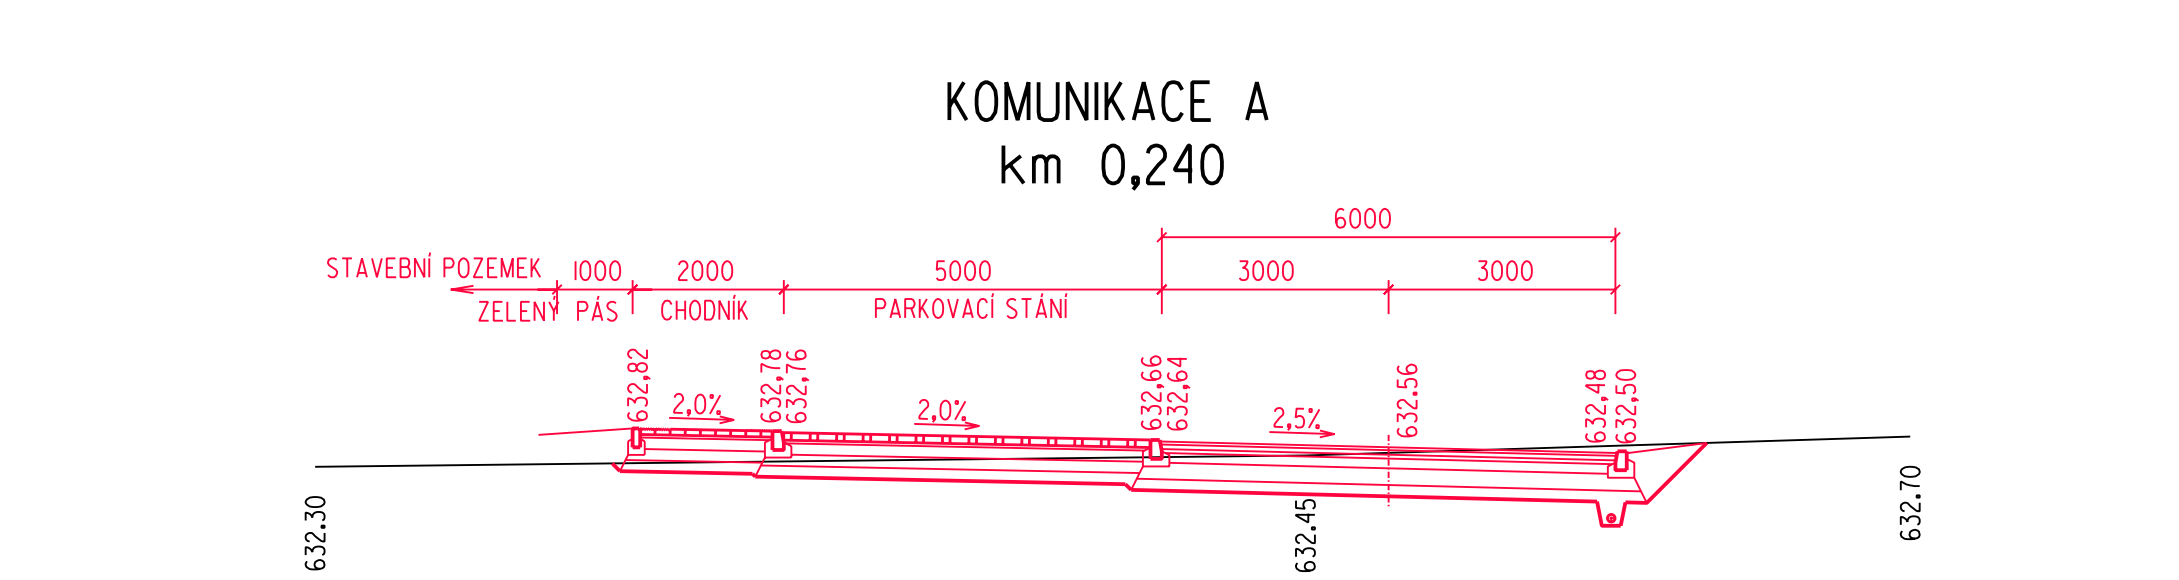 KOMUNIKACE A
km 0,240
6000
STAVEBNÍ POZEMEK 1000 2000 5000 3000 3000
ZELENÝ PÁS CHODNÍK PARKOVACÍ STÁNÍ
632,82 632,78 632,76 632,66 632,64 632.56 632,48 632,50
2,0% 2,0% 2,5%
632.30 632.45 632.70